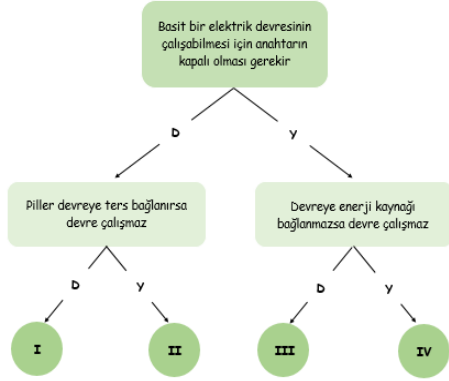 Basit bir elektrik devresinin
çalışabilmesi için anahtarın
kapalı olması gerekir
D
Y
Piller devreye ters bağlanırsa
devre çalışmaz
Devreye enerji kaynağı
bağlanmazsa devre çalışmaz
D
Y
D
Y
I
II
III
IV